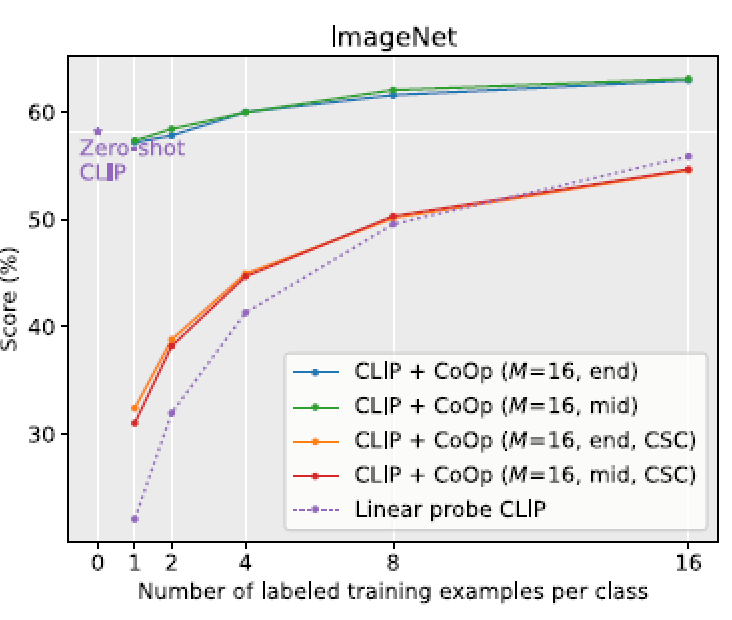 ImageNet
60
50
40
30
Score (%)
Zero-shot
CLIP
CLIP + CoOp (M=16, end)
CLIP + CoOp (M=16, mid)
CLIP + CoOp (M=16, end, CSC)
CLIP + CoOp (M=16, mid, CSC)
Linear probe CLIP
0 1 2 4 8 16
Number of labeled training examples per class